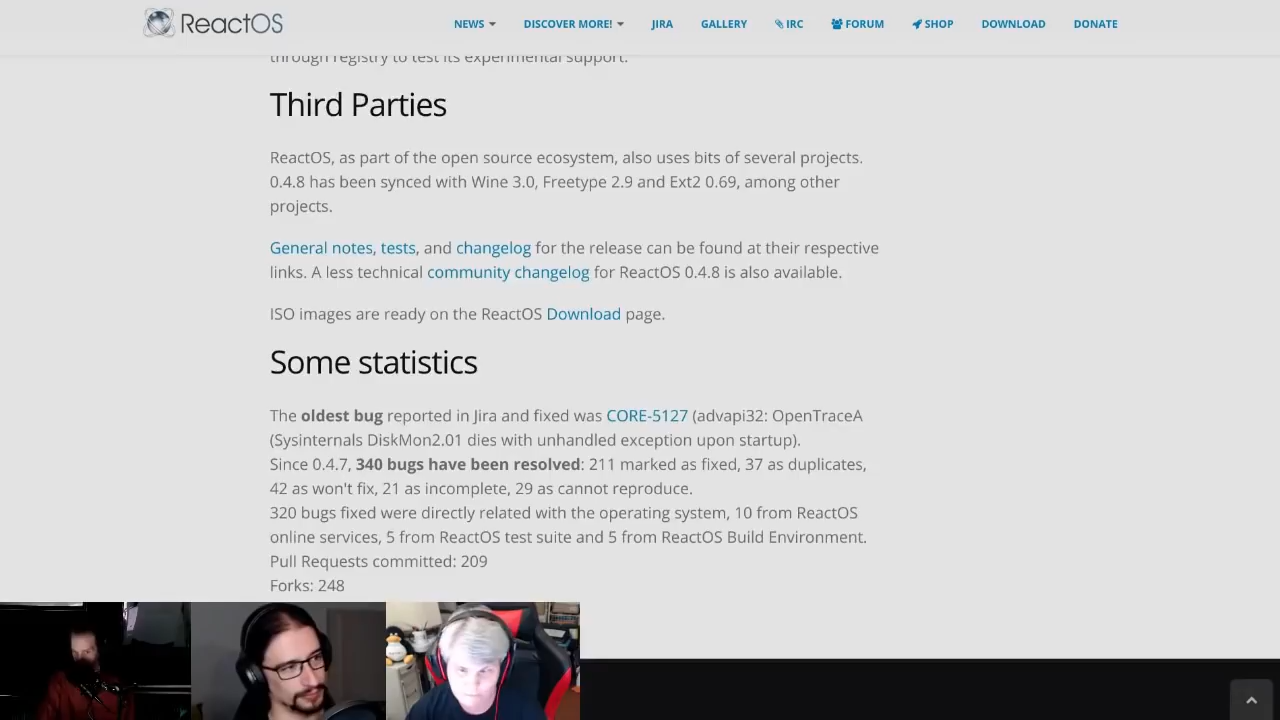 ReactOS
NEWS DISCOVER MORE! JIRA GALLERY IRC FORUM SHOP DOWNLOAD DONATE
through registry to test its experimental support.
Third Parties
ReactOS, as part of the open source ecosystem, also uses bits of several projects.
0.4.8 has been synced with Wine 3.0, Freetype 2.9 and Ext2 0.69, among other
projects.
General notes, tests, and changelog for the release can be found at their respective
links. A less technical community changelog for ReactOS 0.4.8 is also available.
ISO images are ready on the ReactOS Download page.
Some statistics
The oldest bug reported in Jira and fixed was CORE-5127 (advapi32: OpenTraceA
(Sysinternals DiskMon2.01 dies with unhandled exception upon startup).
Since 0.4.7, 340 bugs have been resolved: 211 marked as fixed, 37 as duplicates,
42 as won't fix, 21 as incomplete, 29 as cannot reproduce.
320 bugs fixed were directly related with the operating system, 10 from ReactOS
online services, 5 from ReactOS test suite and 5 from ReactOS Build Environment.
Pull Requests committed: 209
Forks: 248